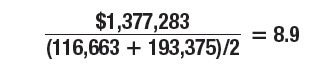 $1,377,283
(116,663 + 193,375)/2 = 8.9